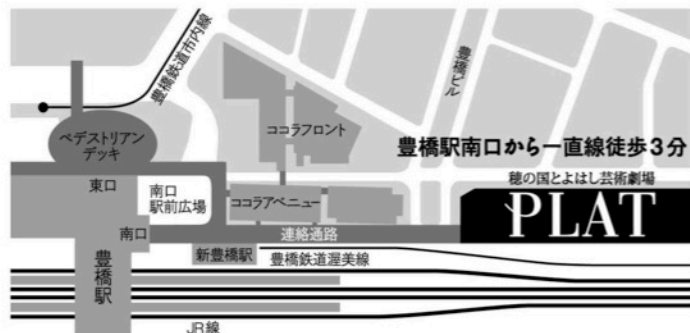 豊橋鉄道市内線
豊橋ビル
ペデストリアン
デッキ
ココラフロント
豊橋駅南口から一直線徒歩3分
穂の国とよはし芸術劇場
PLAT
東口
南口
駅前広場
ココラアベニュー
南口
連絡通路
新豊橋駅
豊橋鉄道渥美線
豊橋駅
JR線